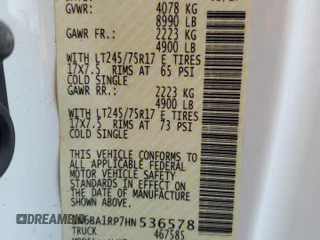 GVWR: 4078 KG
8990 LB
GAWR FR.: 2223 KG
4900 LB
WITH LT245/75R17 E TIRES
17X7.5 RIMS AT 65 PSI
COLD SINGLE
GAWR RR.: 2223 KG
4900 LB
WITH LT245/75R17 E TIRES
17X7.5 RIMS AT 73 PSI
COLD SINGLE
THIS VEHICLE CONFORMS TO
ALL APPLICABLE FEDERAL
MOTOR VEHICLE SAFETY
STANDARDS IN EFFECT ON
THE DATE OF MANUFACTURE
SHOWN ABOVE.
536578
TRUCK 467585
DREAMBID